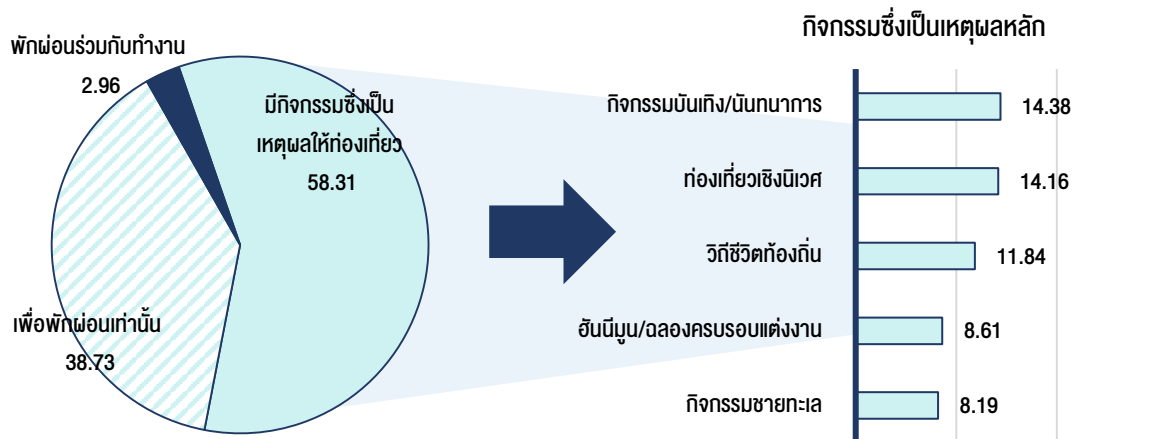 กิจกรรมซึ่งเป็นเหตุผลหลัก
พักผ่อนร่วมกับทำงาน
2.96
มีกิจกรรมซึ่งเป็น
เหตุผลให้ท่องเที่ยว
58.31
เพื่อพักผ่อนเท่านั้น
38.73
กิจกรรมบันเทิง/นันทนาการ 14.38
ท่องเที่ยวเชิงนิเวศ 14.16
วิถีชีวิตท้องถิ่น 11.84
ฮันนีมูน/ฉลองครบรอบแต่งงาน 8.61
กิจกรรมชายทะเล 8.19